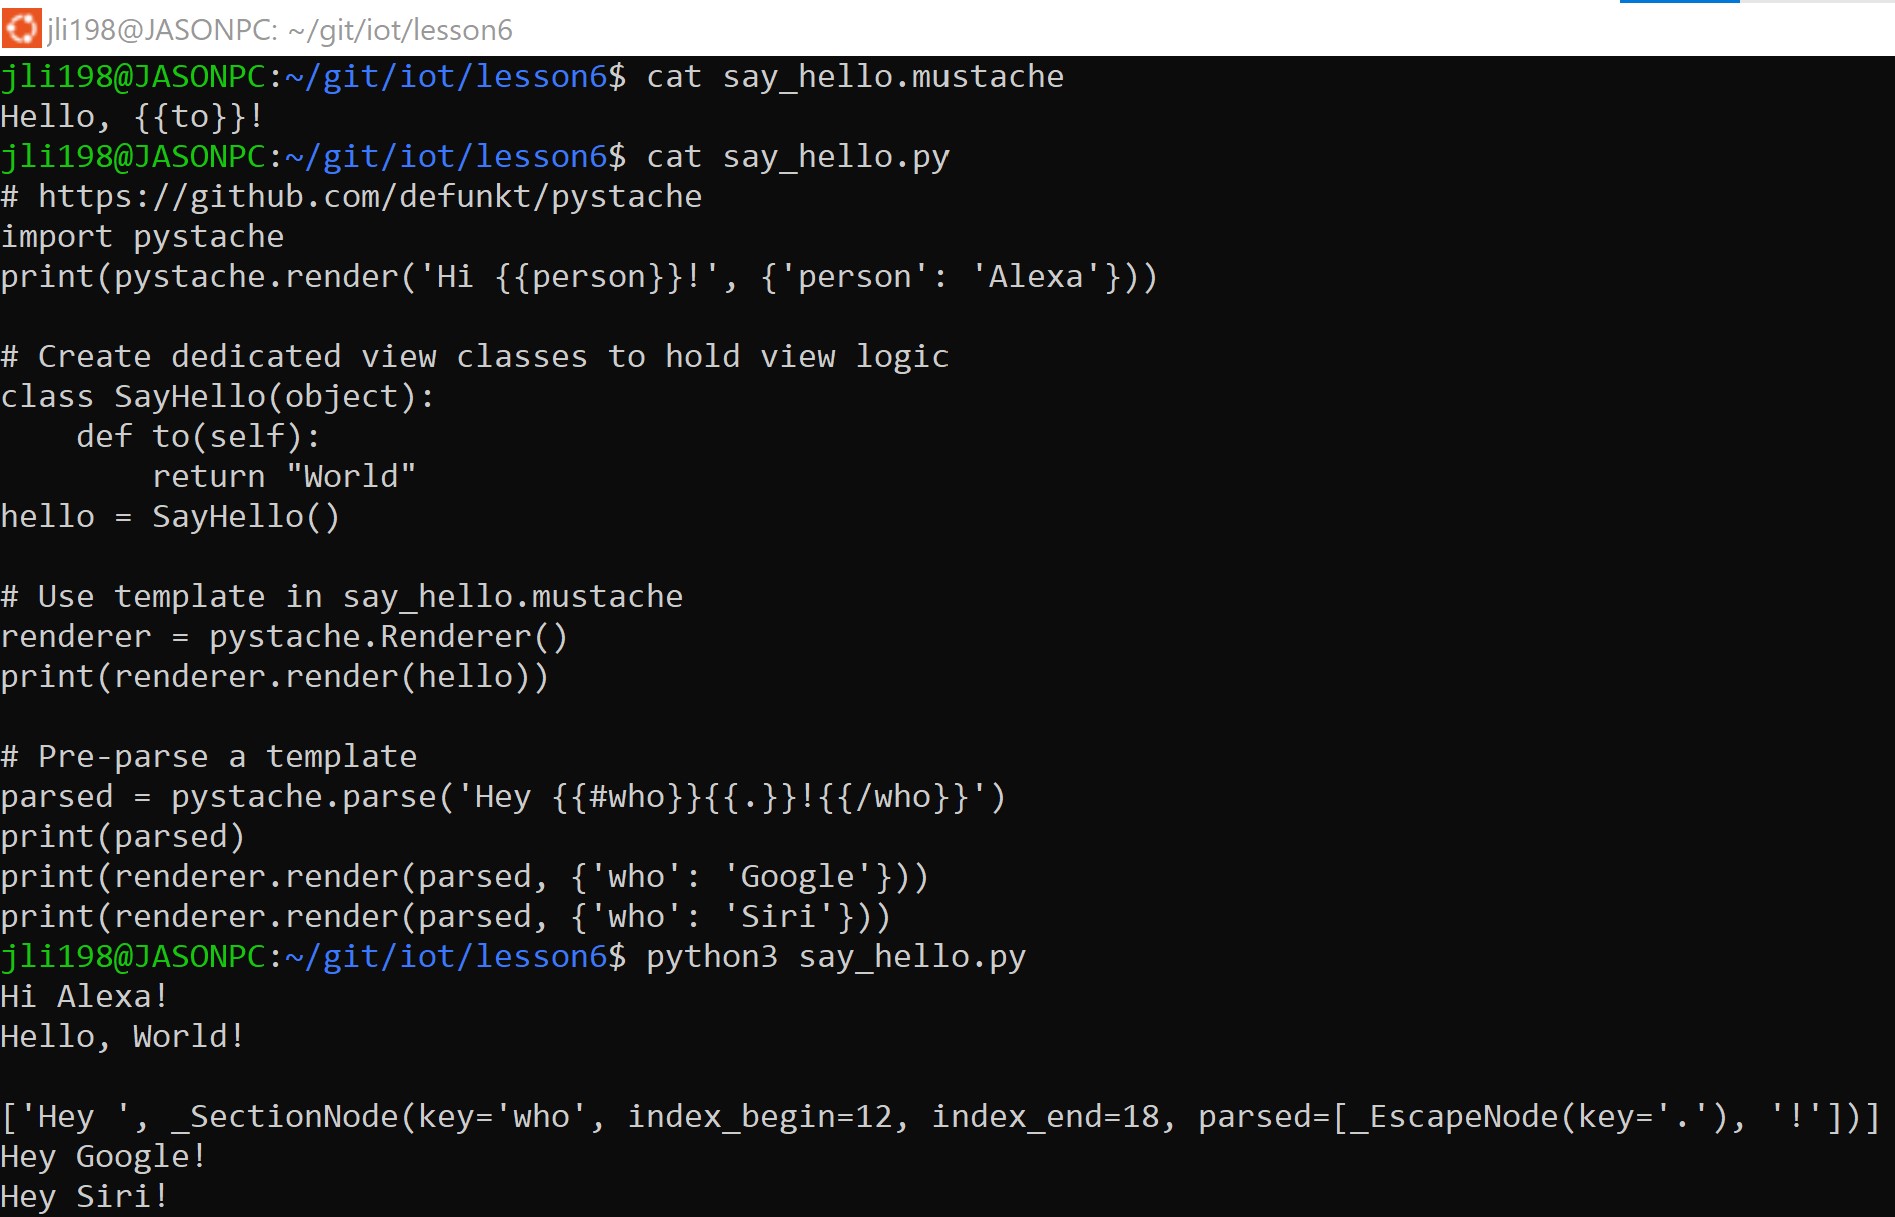 jli198@JASONPC: ~/git/iot/lesson6
jli198@JASONPC:~/git/iot/lesson6$ cat say_hello.mustache
Hello, {{to}}!
jli198@JASONPC:~/git/iot/lesson6$ cat say_hello.py
# https://github.com/defunkt/pystache
import pystache
print(pystache.render('Hi {{person}}!', {'person': 'Alexa'}))

# Create dedicated view classes to hold view logic
class SayHello(object):
    def to(self):
        return "World"
hello = SayHello()

# Use template in say_hello.mustache
renderer = pystache.Renderer()
print(renderer.render(hello))

# Pre-parse a template
parsed = pystache.parse('Hey {{#who}}{{.}}!{{/who}}')
print(parsed)
print(renderer.render(parsed, {'who': 'Google'}))
print(renderer.render(parsed, {'who': 'Siri'}))
jli198@JASONPC:~/git/iot/lesson6$ python3 say_hello.py
Hi Alexa!
Hello, World!

['Hey ', _SectionNode(key='who', index_begin=12, index_end=18, parsed=[_EscapeNode(key='.'), '!'])]
Hey Google!
Hey Siri!